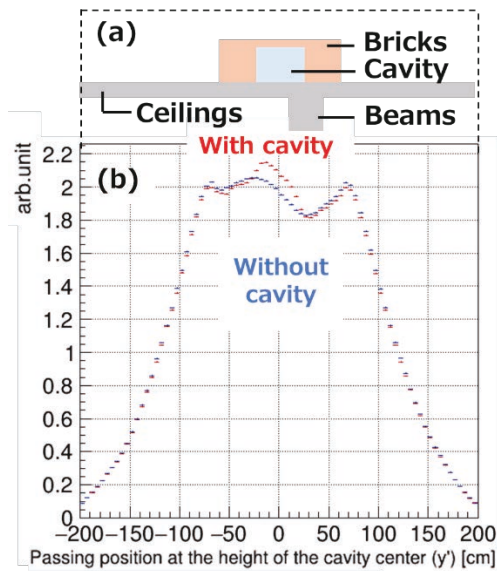 (a)
Bricks
Cavity
Ceilings
Beams
With cavity
arb.unit
(b)
2.2
2
1.8
1.6
1.4
1.2
1
0.8
0.6
0.4
0.2
0
Without
cavity
−200 −150 −100 −50 0 50 100 150 200
Passing position at the height of the cavity center (y') [cm]